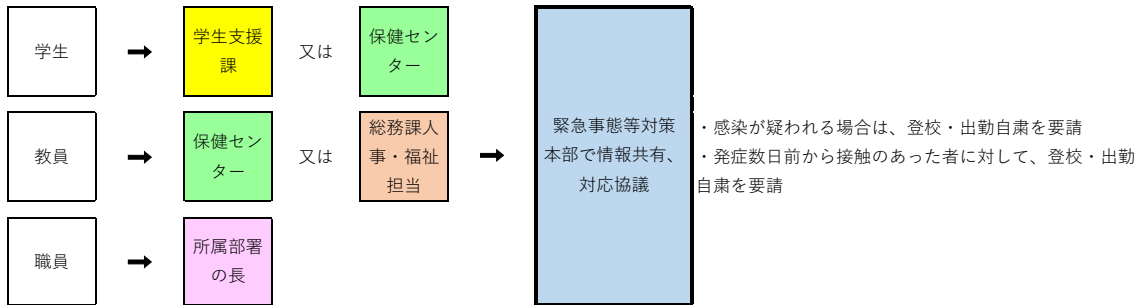 学生
➡
学生支援
課
又は
保健セン
ター
教員
➡
保健セン
ター
又は
総務課人
事・福祉
担当
➡
職員
➡
所属部署
の長
緊急事態等対策
本部で情報共有、
対応協議
・感染が疑われる場合は、登校・出勤自粛を要請
・発症数日前から接触のあった者に対して、登校・出勤
自粛を要請